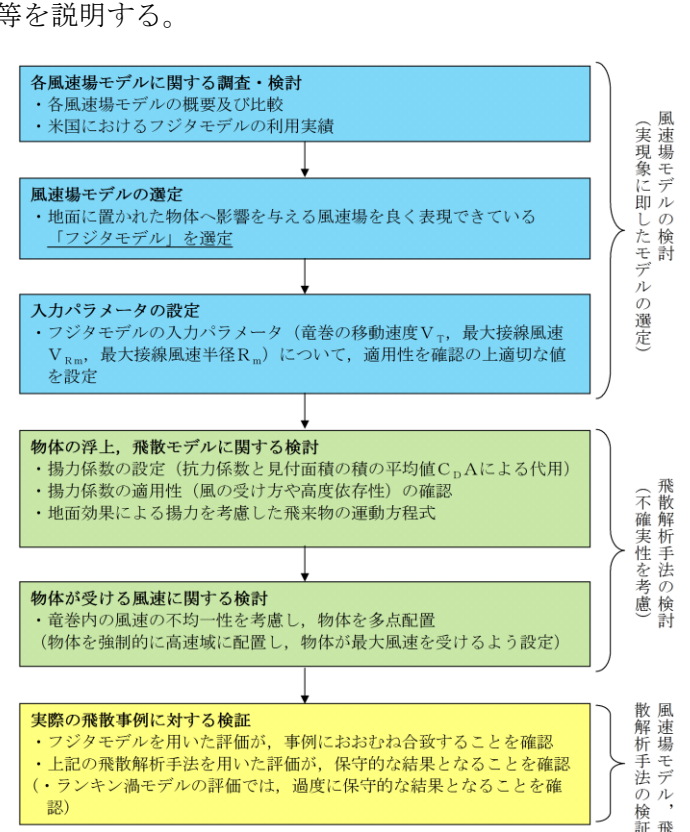 等を説明する。
各風速場モデルに関する調査・検討
・各風速場モデルの概要及び比較
・米国におけるフジタモデルの利用実績
風速場モデルの選定
・地面に置かれた物体へ影響を与える風速場を良く表現できている
「フジタモデル」を選定
入力パラメータの設定
・フジタモデルの入力パラメータ（竜巻の移動速度ＶT，最大接線風速
ＶRm，最大接線風速半径Ｒm）について，適用性を確認の上適切な値
を設定
風速場モデルの検討
（実現象に即したモデルの選定）
物体の浮上，飛散モデルに関する検討
・揚力係数の設定（抗力係数と見付面積の積の平均値ＣDＡによる代用）
・揚力係数の適用性（風の受け方や高度依存性）の確認
・地面効果による揚力を考慮した飛来物の運動方程式
物体が受ける風速に関する検討
・竜巻内の風速の不均一性を考慮し，物体を多点配置
（物体を強制的に高速域に配置し，物体が最大風速を受けるよう設定）
飛散解析手法の検討
（不確実性を考慮）
実際の飛散事例に対する検証
・フジタモデルを用いた評価が，事例におおむね合致することを確認
・上記の飛散解析手法を用いた評価が，保守的な結果となることを確認
（・ランキン渦モデルの評価では，過度に保守的な結果となることを確
認）
風速場モデル，飛
散解析手法の検証